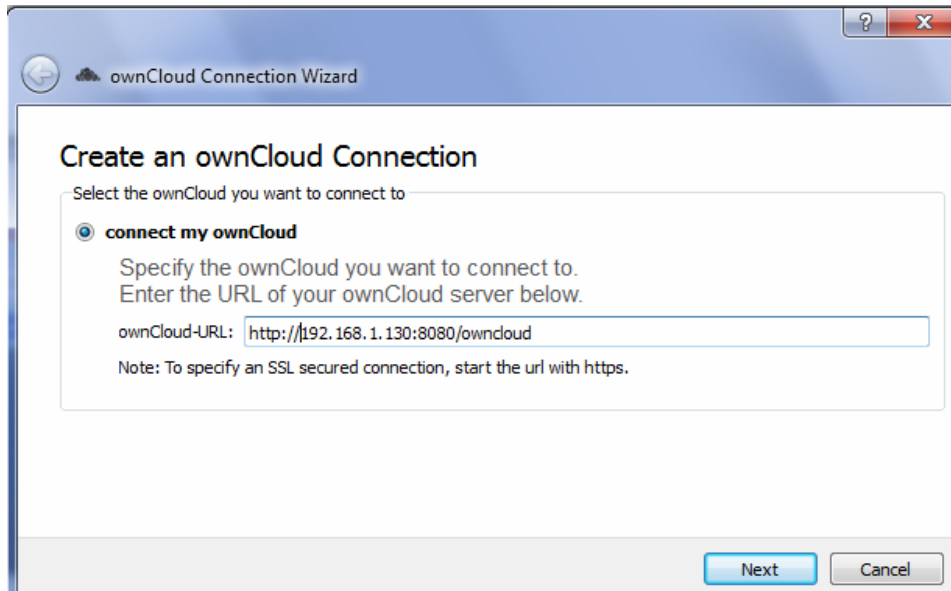 ?
X
ownCloud Connection Wizard
Create an ownCloud Connection
Select the ownCloud you want to connect to
connect my ownCloud
Specify the ownCloud you want to connect to.
Enter the URL of your ownCloud server below.
ownCloud-URL: http://192.168.1.130:8080/owncloud
Note: To specify an SSL secured connection, start the url with https.
Next Cancel